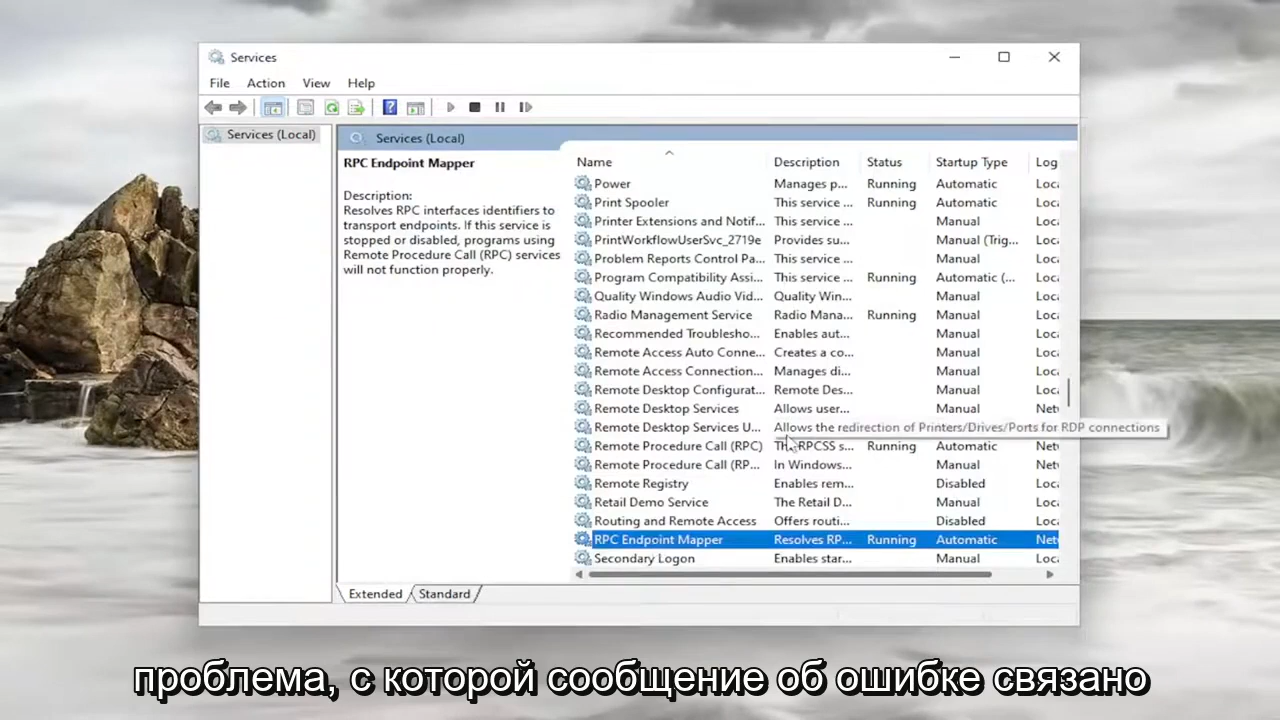 Services
File Action View Help
Services (Local)
Services (Local)
RPC Endpoint Mapper
Description:
Resolves RPC interfaces identifiers to
transport endpoints. If this service is
stopped or disabled, programs using
Remote Procedure Call (RPC) services
will not function properly.
Name Description Status Startup Type Log
Power Manages p... Running Automatic Loca
Print Spooler This service ... Running Automatic Loca
Printer Extensions and Notif... This service ... Manual Loca
PrintWorkflowUserSvc_2719e Provides su... Manual (Trig... Loca
Problem Reports Control Pa... This service ... Manual Loca
Program Compatibility Assi... This service ... Running Automatic (... Loca
Quality Windows Audio Vid... Quality Win... Manual Loca
Radio Management Service Radio Mana... Running Manual Loca
Recommended Troublesho... Enables aut... Manual Loca
Remote Access Auto Conne... Creates a co... Manual Loca
Remote Access Connection... Manages di... Manual Loca
Remote Desktop Configurat... Remote Des... Manual Loca
Remote Desktop Services Allows user... Manual Net
Remote Desktop Services U... Allows the redirection of Printers/Drives/Ports for RDP connections
Remote Procedure Call (RPC) The RPCSS s... Running Automatic Net
Remote Procedure Call (RP... In Windows... Manual Net
Remote Registry Enables rem... Disabled Loca
Retail Demo Service The Retail D... Manual Loca
Routing and Remote Access Offers routi... Disabled Loca
RPC Endpoint Mapper Resolves RP... Running Automatic Net
Secondary Logon Enables star... Manual Loca
Extended Standard
проблема, с которой сообщение об ошибке связано